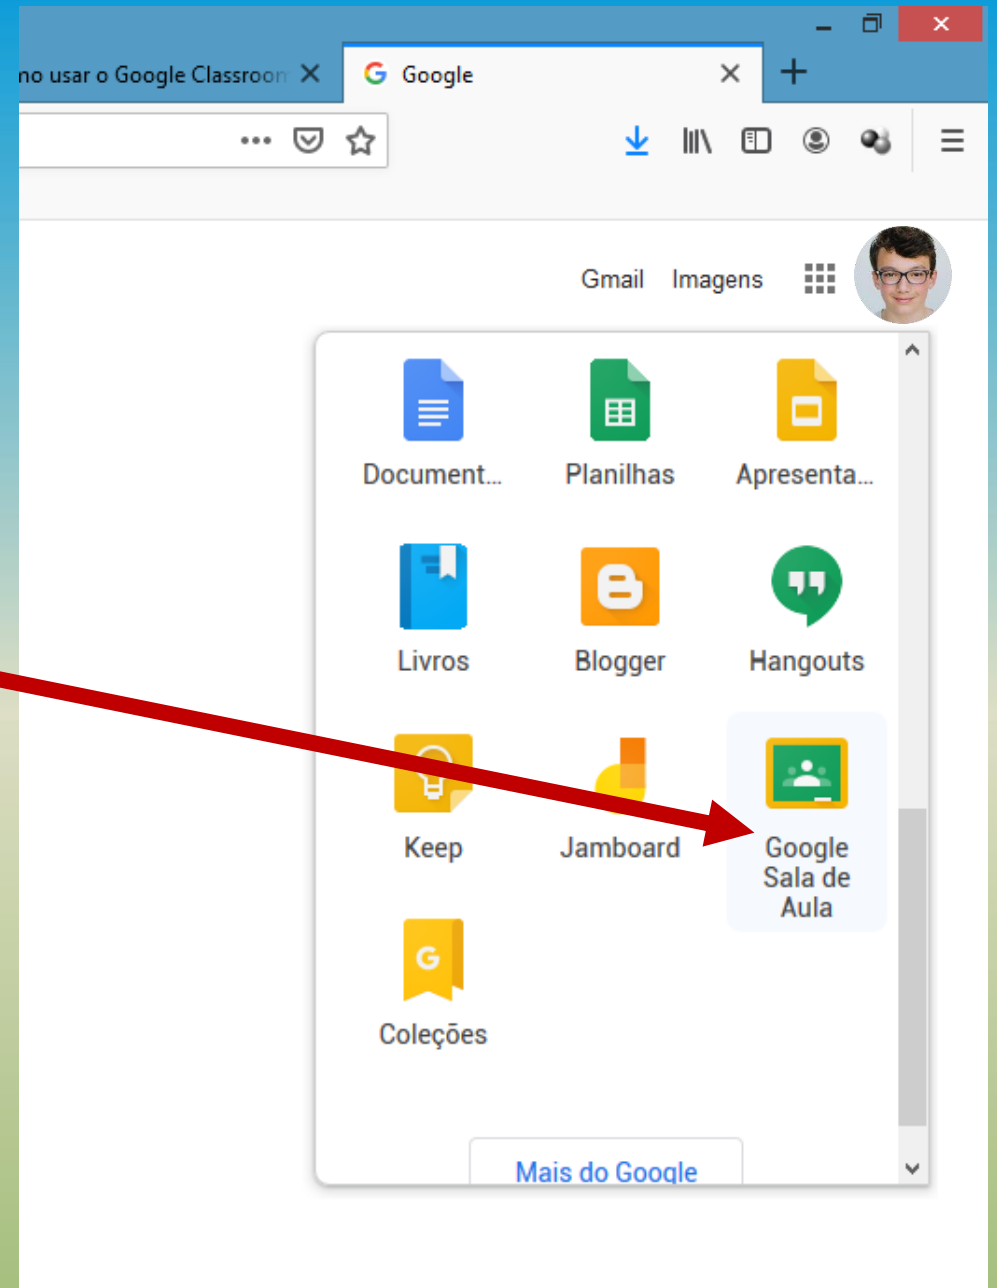 mo usar o Google Classroom
Google
Gmail Imagens
Document... Planilhas Apresenta...
Livros Blogger Hangouts
Keep Jamboard Google
Sala de
Aula
G
Coleções
Mais do Google